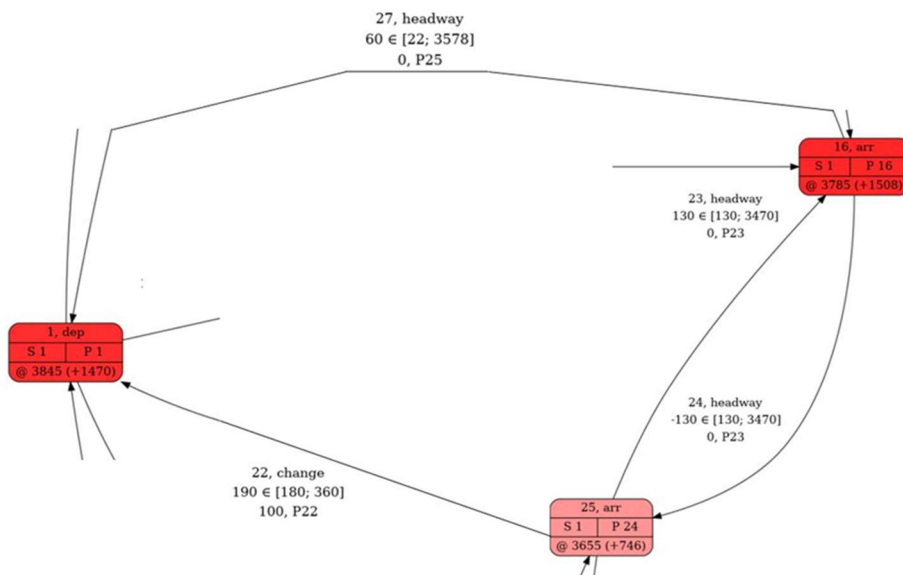 27, headway
60 ∈ [22; 3578]
0, P25
16, arr
S 1 P 16
@ 3785 (+1508)
23, headway
130 ∈ [130; 3470]
0, P23
1, dep
S 1 P 1
@ 3845 (+1470)
24, headway
-130 ∈ [130; 3470]
0, P23
22, change
190 ∈ [180; 360]
100, P22
25, arr
S 1 P 24
@ 3655 (+746)